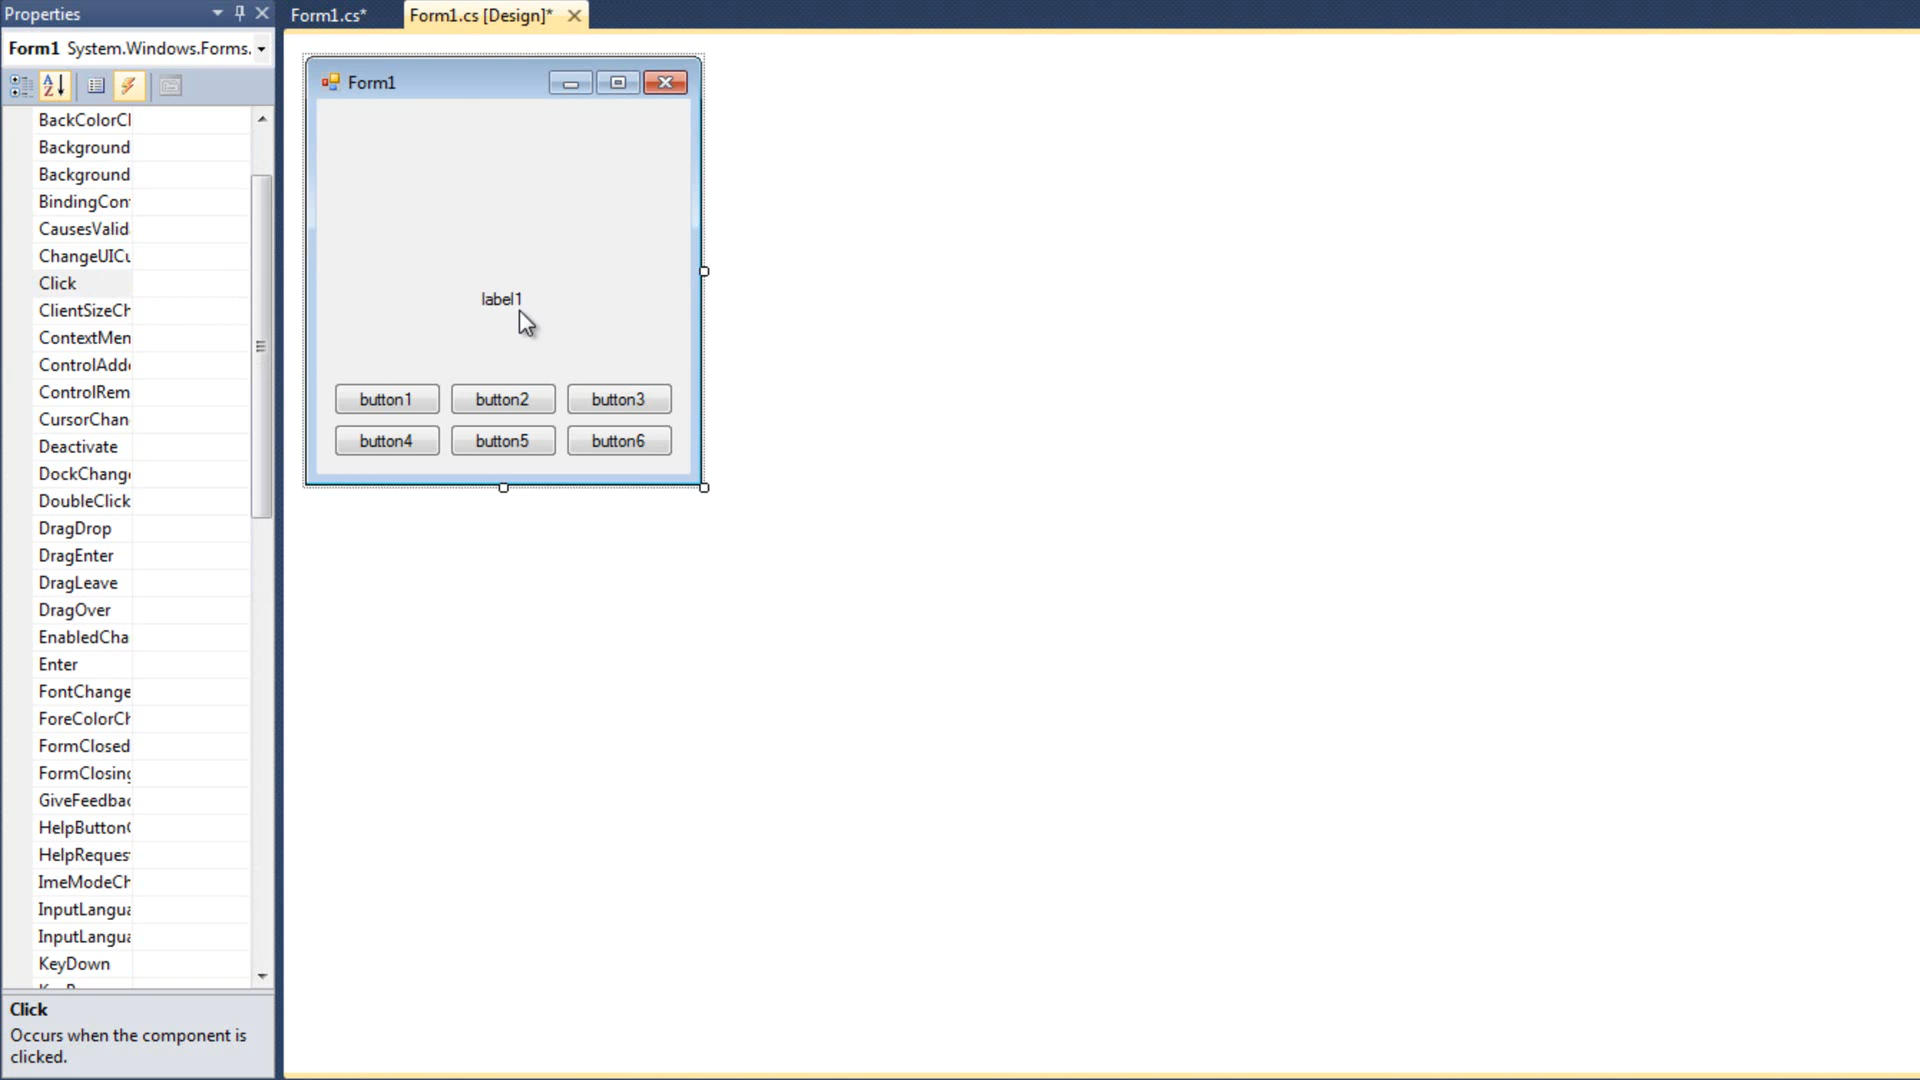 Properties
Form1 System.Windows.Forms.
A
Z
BackColorCl
Background
Background
BindingCon
CausesValid
ChangeUICu
Click
ClientSizeCh
ContextMen
ControlAdd
ControlRem
CursorChan
Deactivate
DockChang
DoubleClick
DragDrop
DragEnter
DragLeave
DragOver
EnabledCha
Enter
FontChange
ForeColorCh
FormClosed
FormClosing
GiveFeedbac
HelpButton
HelpReques
ImeModeCh
InputLangua
InputLangua
KeyDown
Click
Occurs when the component is
clicked.
Form1.cs*
Form1.cs [Design]*
Form1
label1
button1
button2
button3
button4
button5
button6